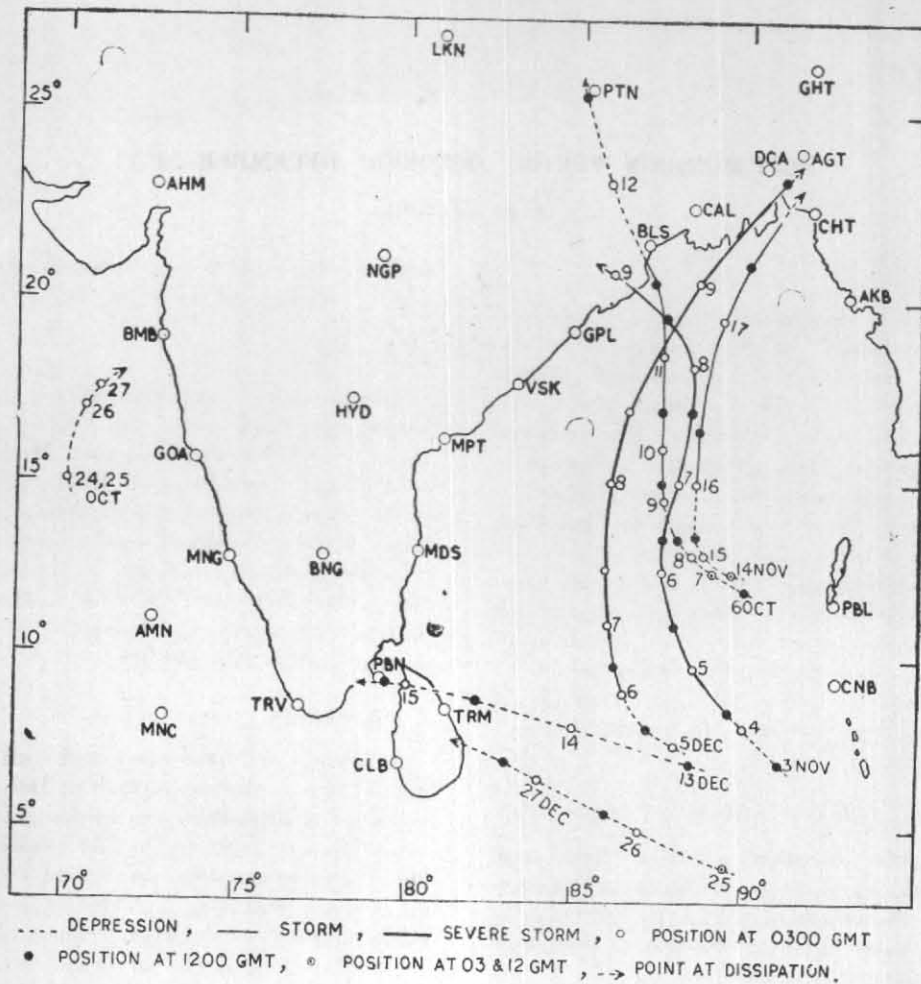 LKN
25°
PTN
GHT
AHM
12
DCA
AGT
BLS
CAL
CHT
NGP
9
20°
9
AKB
BMB
GPL
17
8
27
26
HYD
VSK
11
MPT
GOA
10
15°
24,25
OCT
8
7
16
9
MNG
BNG
MDS
8
15
7
14 NOV
6
6OCT
PBL
AMN
7
10°
PBN
5
CNB
TRV
15
TRM
6
4
MNC
14
5DEC
13DEC
3NOV
CLB
27DEC
5°
26
25
70° 75° 80° 85° 90°
---- DEPRESSION, — STORM, — SEVERE STORM, ○ POSITION AT 0300 GMT
● POSITION AT 1200 GMT, ⊙ POSITION AT 03 & 12 GMT, --→ POINT AT DISSIPATION.